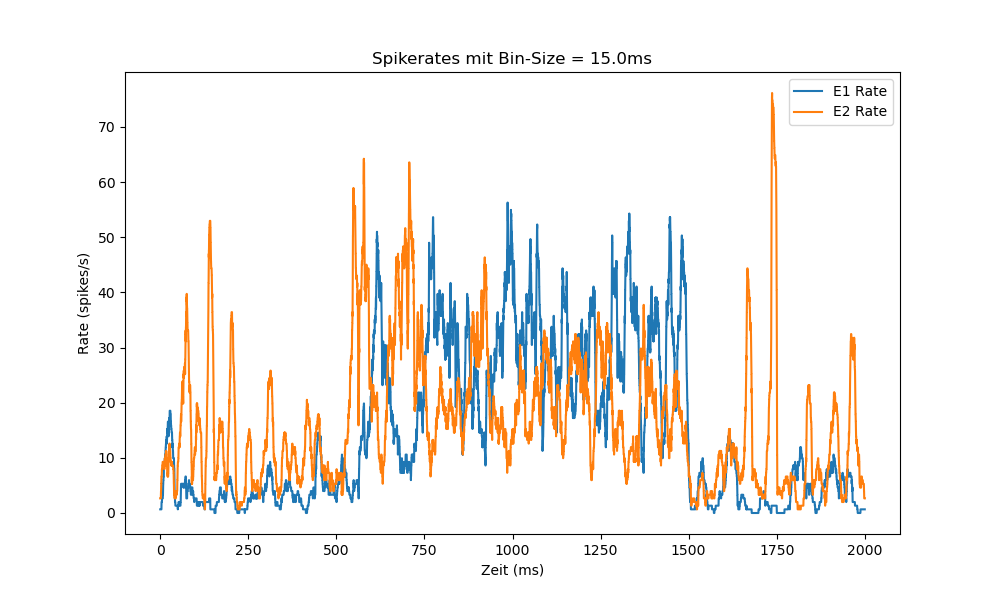 Spikerates mit Bin-Size = 15.0ms
E1 Rate
E2 Rate
Rate (spikes/s)
70
60
50
40
30
20
10
0
0 250 500 750 1000 1250 1500 1750 2000
Zeit (ms)